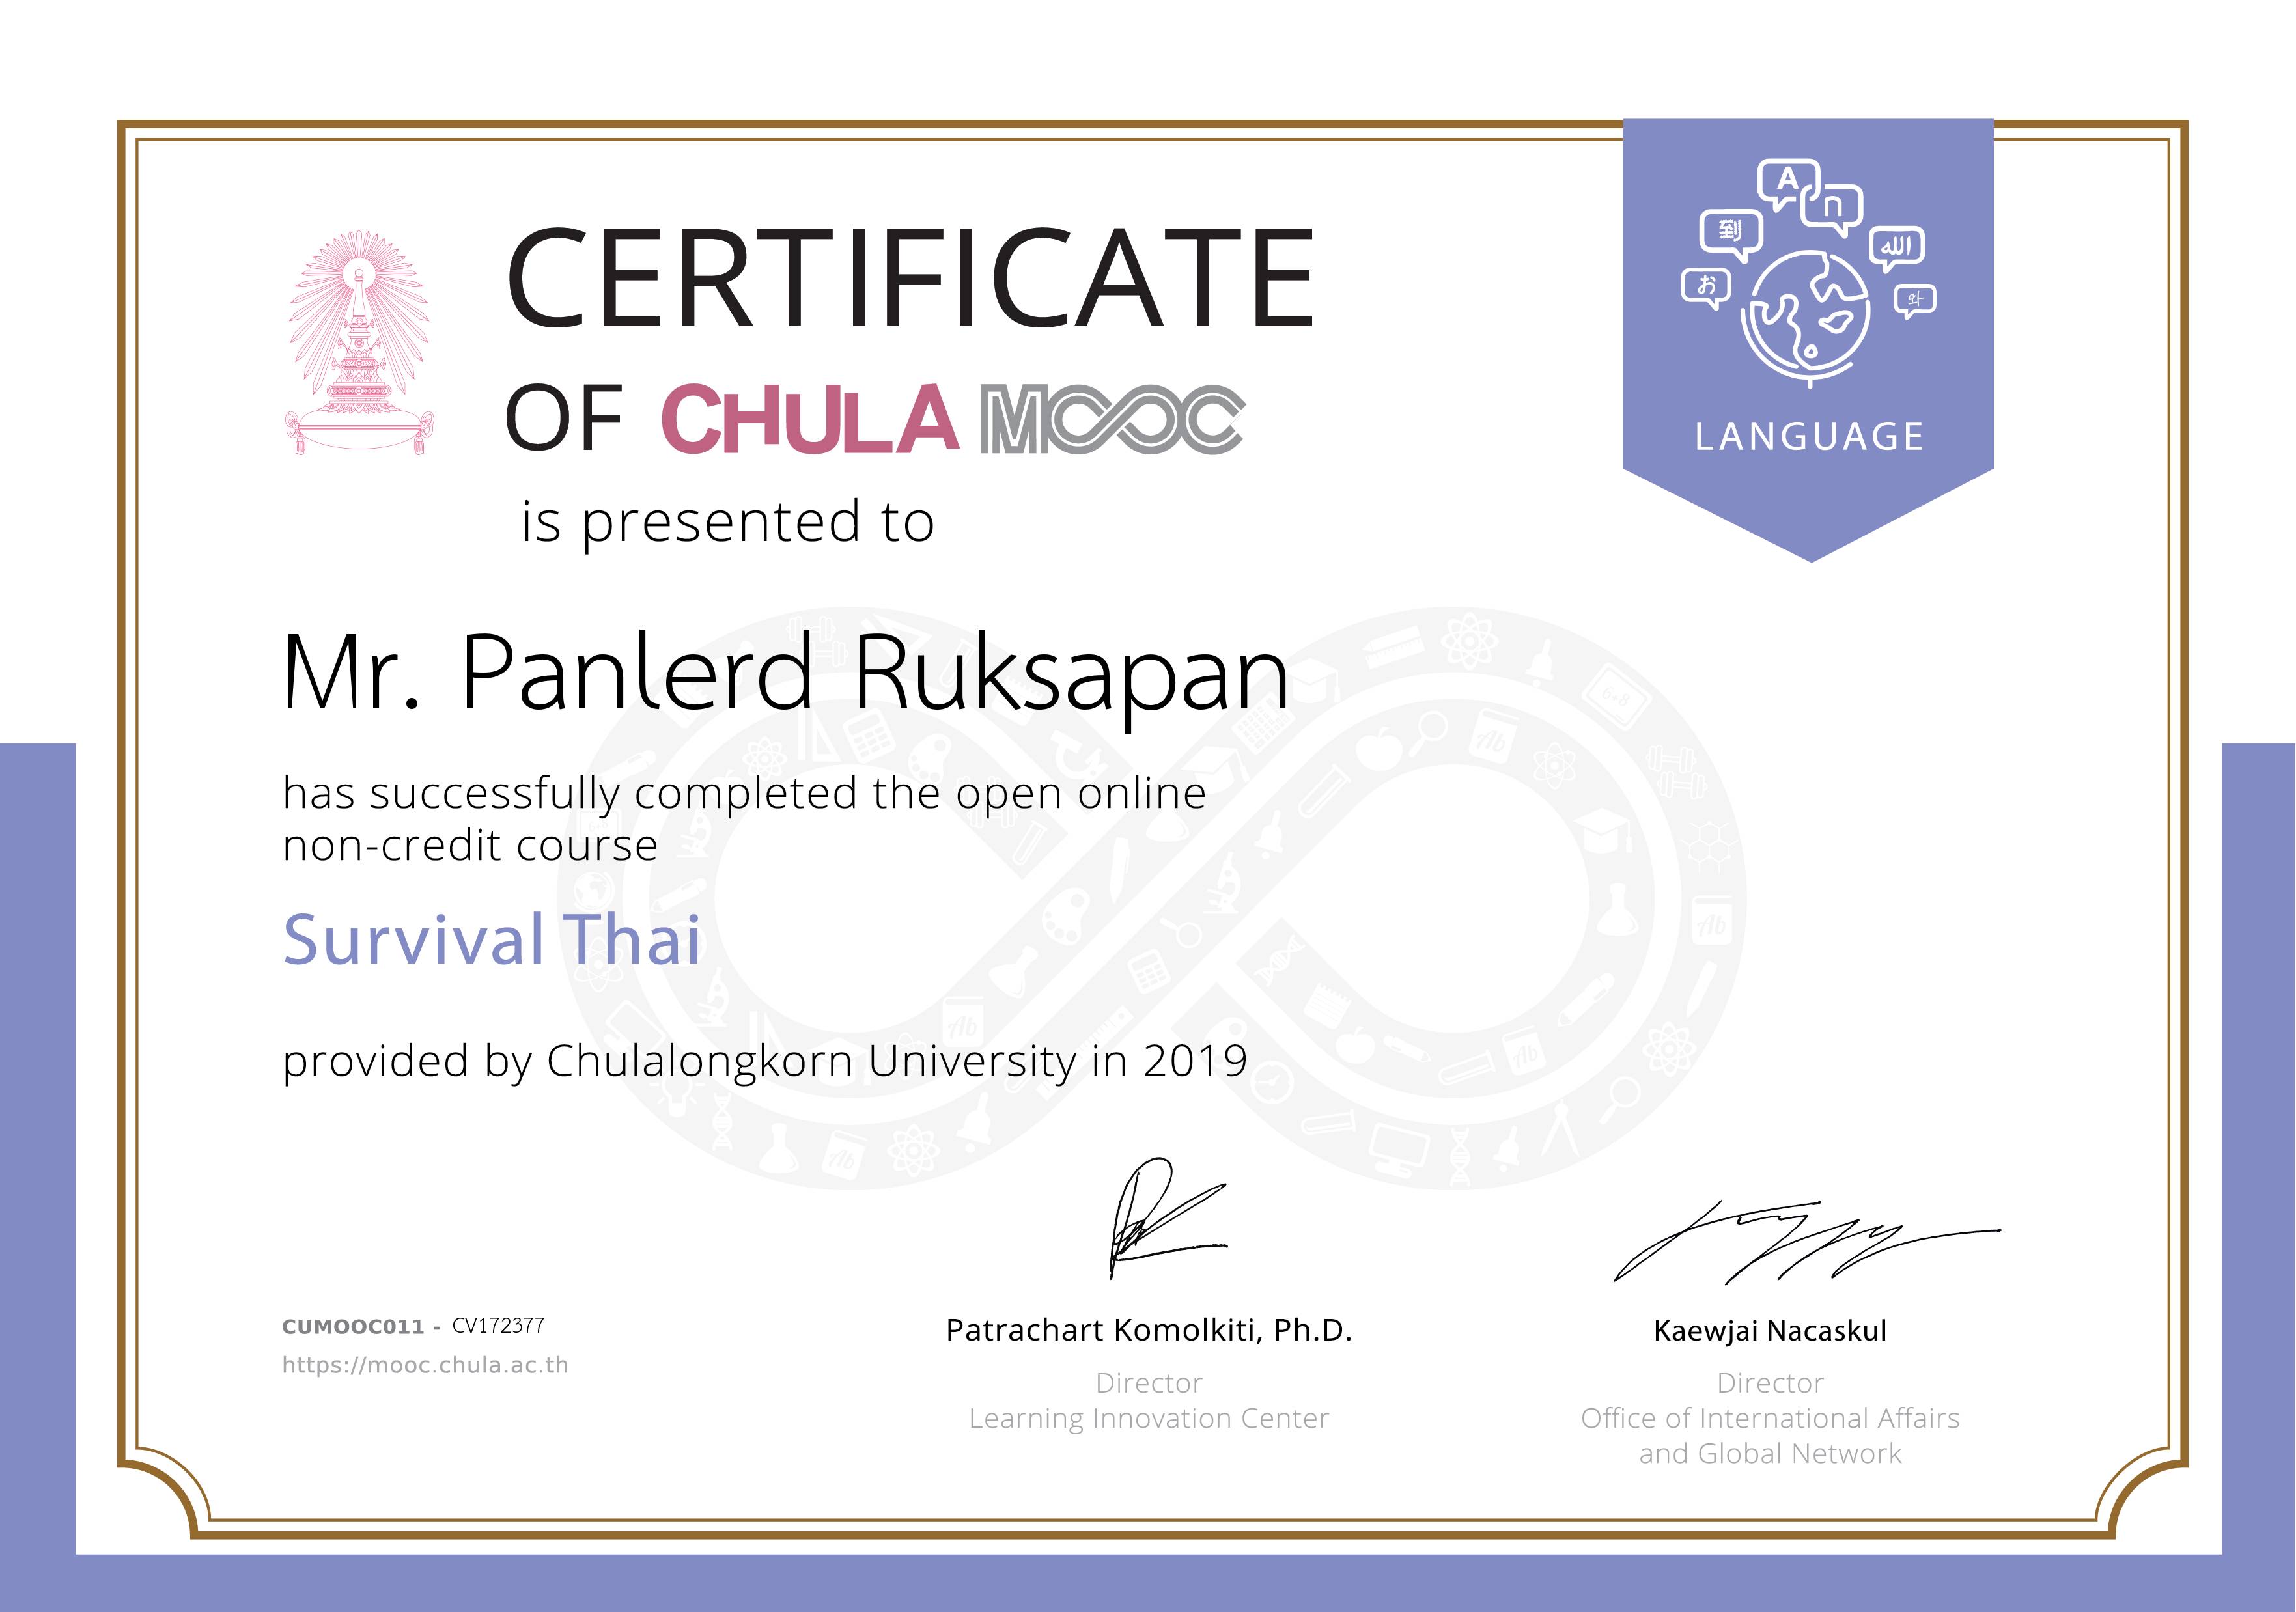 CERTIFICATE
OF CHULA MOOC
is presented to
A
ก
到
الله
お
와
LANGUAGE
Mr. Panlerd Ruksapan
has successfully completed the open online
non-credit course
Survival Thai
provided by Chulalongkorn University in 2019
CUMOOC011 - CV172377
https://mooc.chula.ac.th
Patrachart Komolkiti, Ph.D.
Director
Learning Innovation Center
Kaewjai Nacaskul
Director
Office of International Affairs
and Global Network